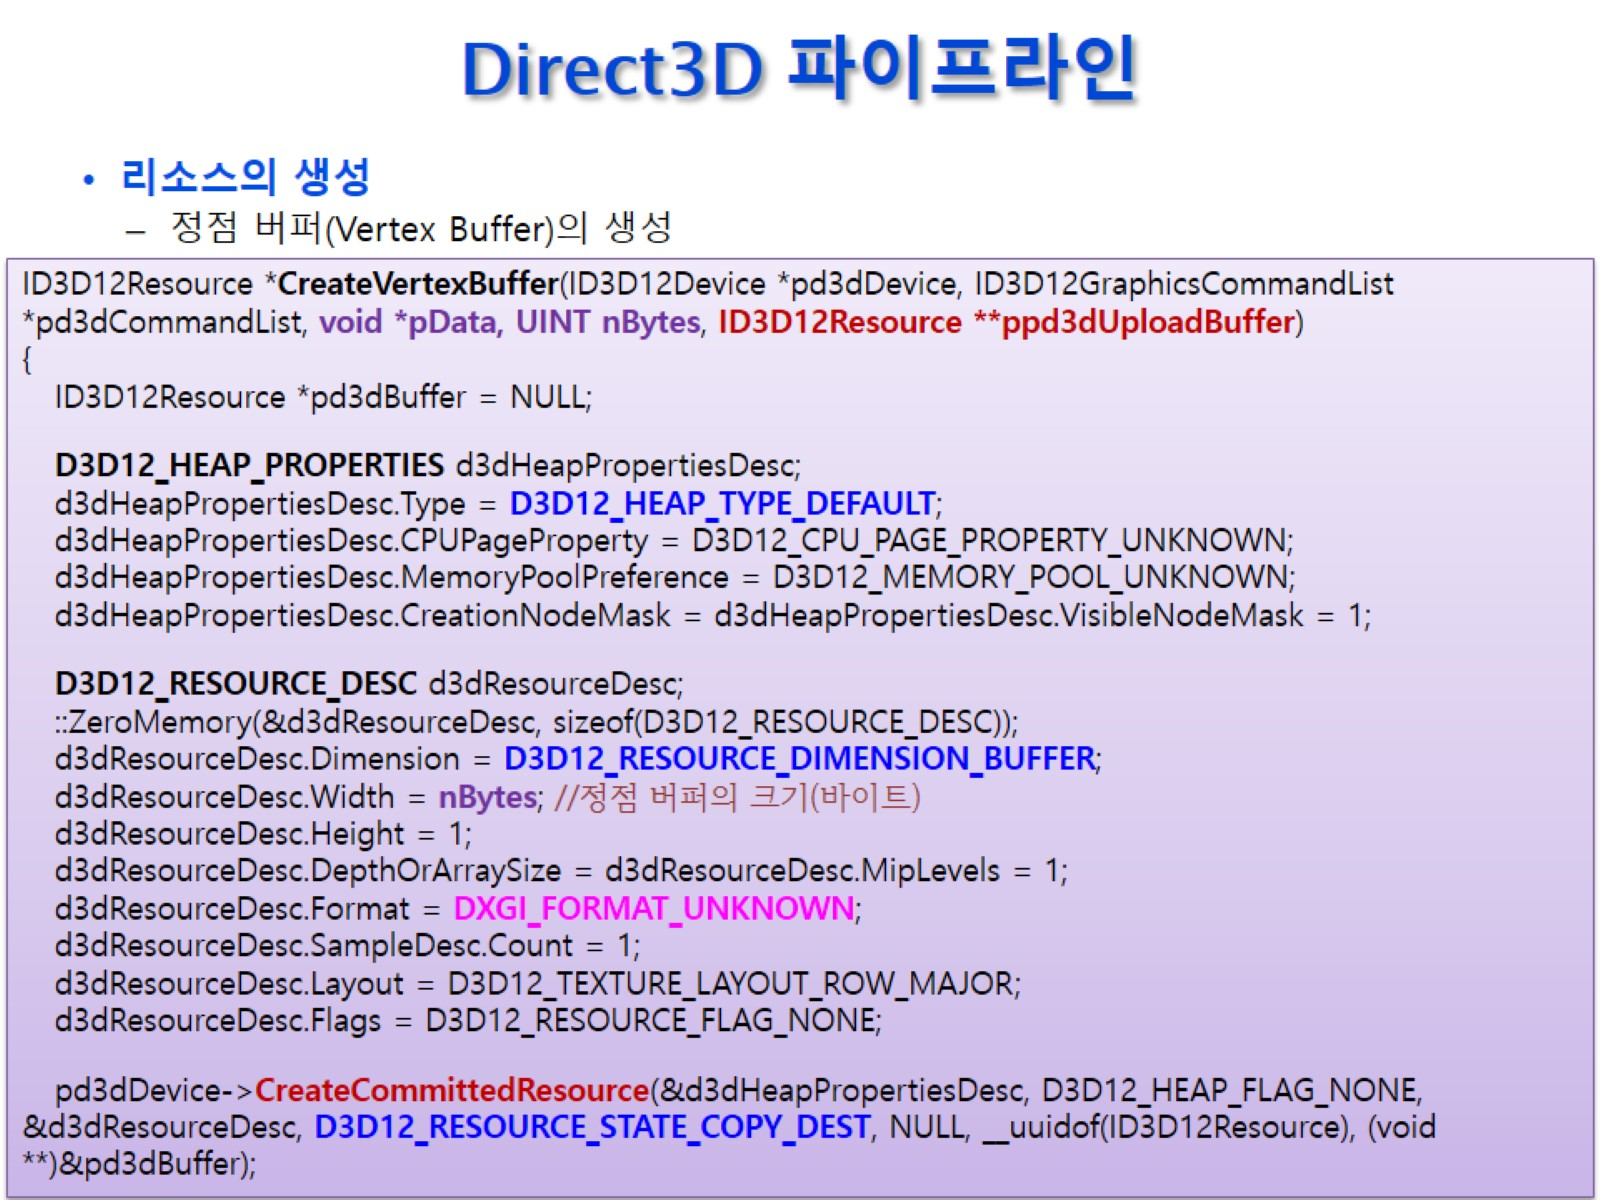 Direct3D 파이프라인
• 리소스의 생성
– 정점 버퍼(Vertex Buffer)의 생성
ID3D12Resource *CreateVertexBuffer(ID3D12Device *pd3dDevice, ID3D12GraphicsCommandList
*pd3dCommandList, void *pData, UINT nBytes, ID3D12Resource **ppd3dUploadBuffer)
{
ID3D12Resource *pd3dBuffer = NULL;
D3D12_HEAP_PROPERTIES d3dHeapPropertiesDesc;
d3dHeapPropertiesDesc.Type = D3D12_HEAP_TYPE_DEFAULT;
d3dHeapPropertiesDesc.CPUPageProperty = D3D12_CPU_PAGE_PROPERTY_UNKNOWN;
d3dHeapPropertiesDesc.MemoryPoolPreference = D3D12_MEMORY_POOL_UNKNOWN;
d3dHeapPropertiesDesc.CreationNodeMask = d3dHeapPropertiesDesc.VisibleNodeMask = 1;
D3D12_RESOURCE_DESC d3dResourceDesc;
::ZeroMemory(&d3dResourceDesc, sizeof(D3D12_RESOURCE_DESC));
d3dResourceDesc.Dimension = D3D12_RESOURCE_DIMENSION_BUFFER;
d3dResourceDesc.Width = nBytes; //정점 버퍼의 크기(바이트)
d3dResourceDesc.Height = 1;
d3dResourceDesc.DepthOrArraySize = d3dResourceDesc.MipLevels = 1;
d3dResourceDesc.Format = DXGI_FORMAT_UNKNOWN;
d3dResourceDesc.SampleDesc.Count = 1;
d3dResourceDesc.Layout = D3D12_TEXTURE_LAYOUT_ROW_MAJOR;
d3dResourceDesc.Flags = D3D12_RESOURCE_FLAG_NONE;
pd3dDevice->CreateCommittedResource(&d3dHeapPropertiesDesc, D3D12_HEAP_FLAG_NONE,
&d3dResourceDesc, D3D12_RESOURCE_STATE_COPY_DEST, NULL, __uuidof(ID3D12Resource), (void
**)&pd3dBuffer);